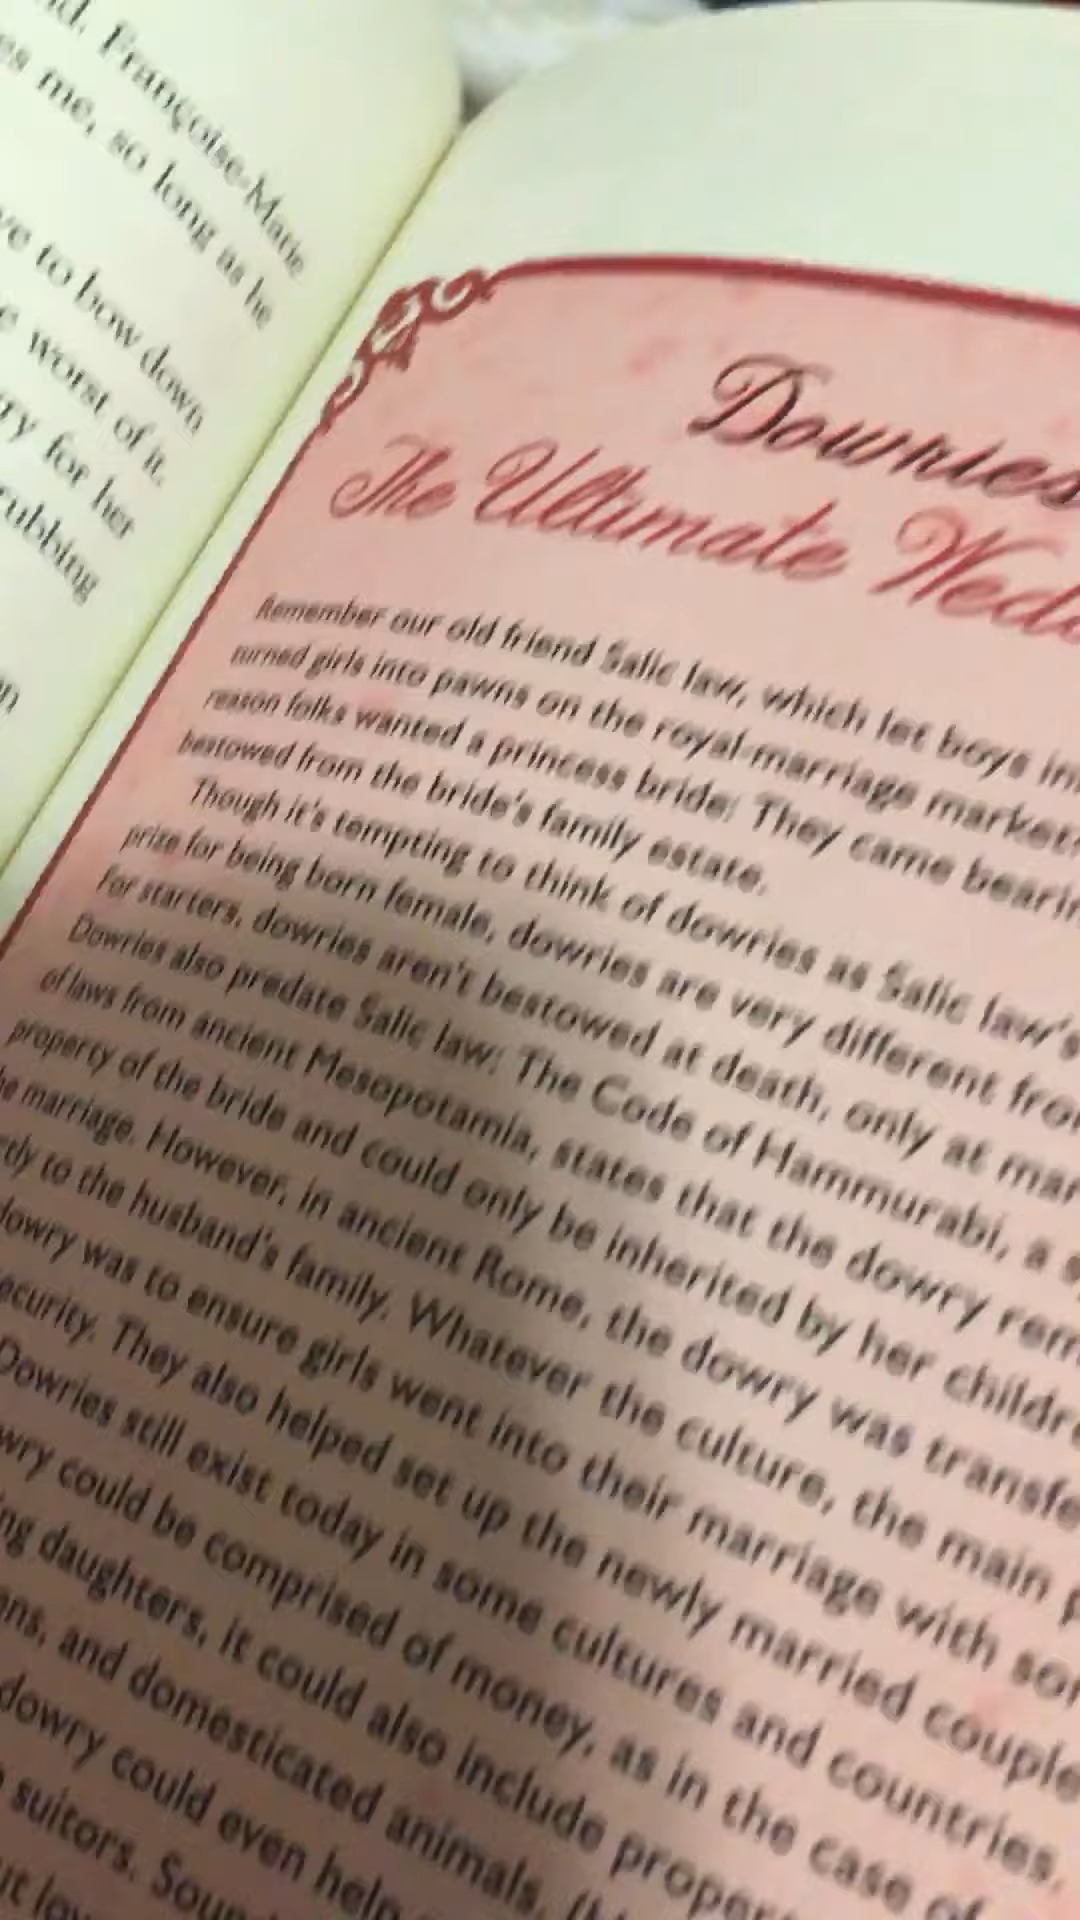 nd. Françoise-Marie
es me, so long as he
ve to bow down
e worst of it.
ry for her
rubbing
Dowries
The Ultimate Wedd
Remember our old friend Salic law, which let boys in
turned girls into pawns on the royal-marriage market?
reason folks wanted a princess bride: They came bearin
bestowed from the bride's family estate.
Though it's tempting to think of dowries as Salic law's
prize for being born female, dowries are very different fro
For starters, dowries aren't bestowed at death, only at mar
Dowries also predate Salic law: The Code of Hammurabi, a s
of laws from ancient Mesopotamia, states that the dowry rem
property of the bride and could only be inherited by her childre
he marriage. However, in ancient Rome, the dowry was transfe
ctly to the husband's family. Whatever the culture, the main p
dowry was to ensure girls went into their marriage with som
ecurity. They also helped set up the newly married couple
Dowries still exist today in some cultures and countries.
wry could be comprised of money, as in the case of
ng daughters, it could also include proper
ns, and domesticated animals.
dowry could even help
suitors. Soun